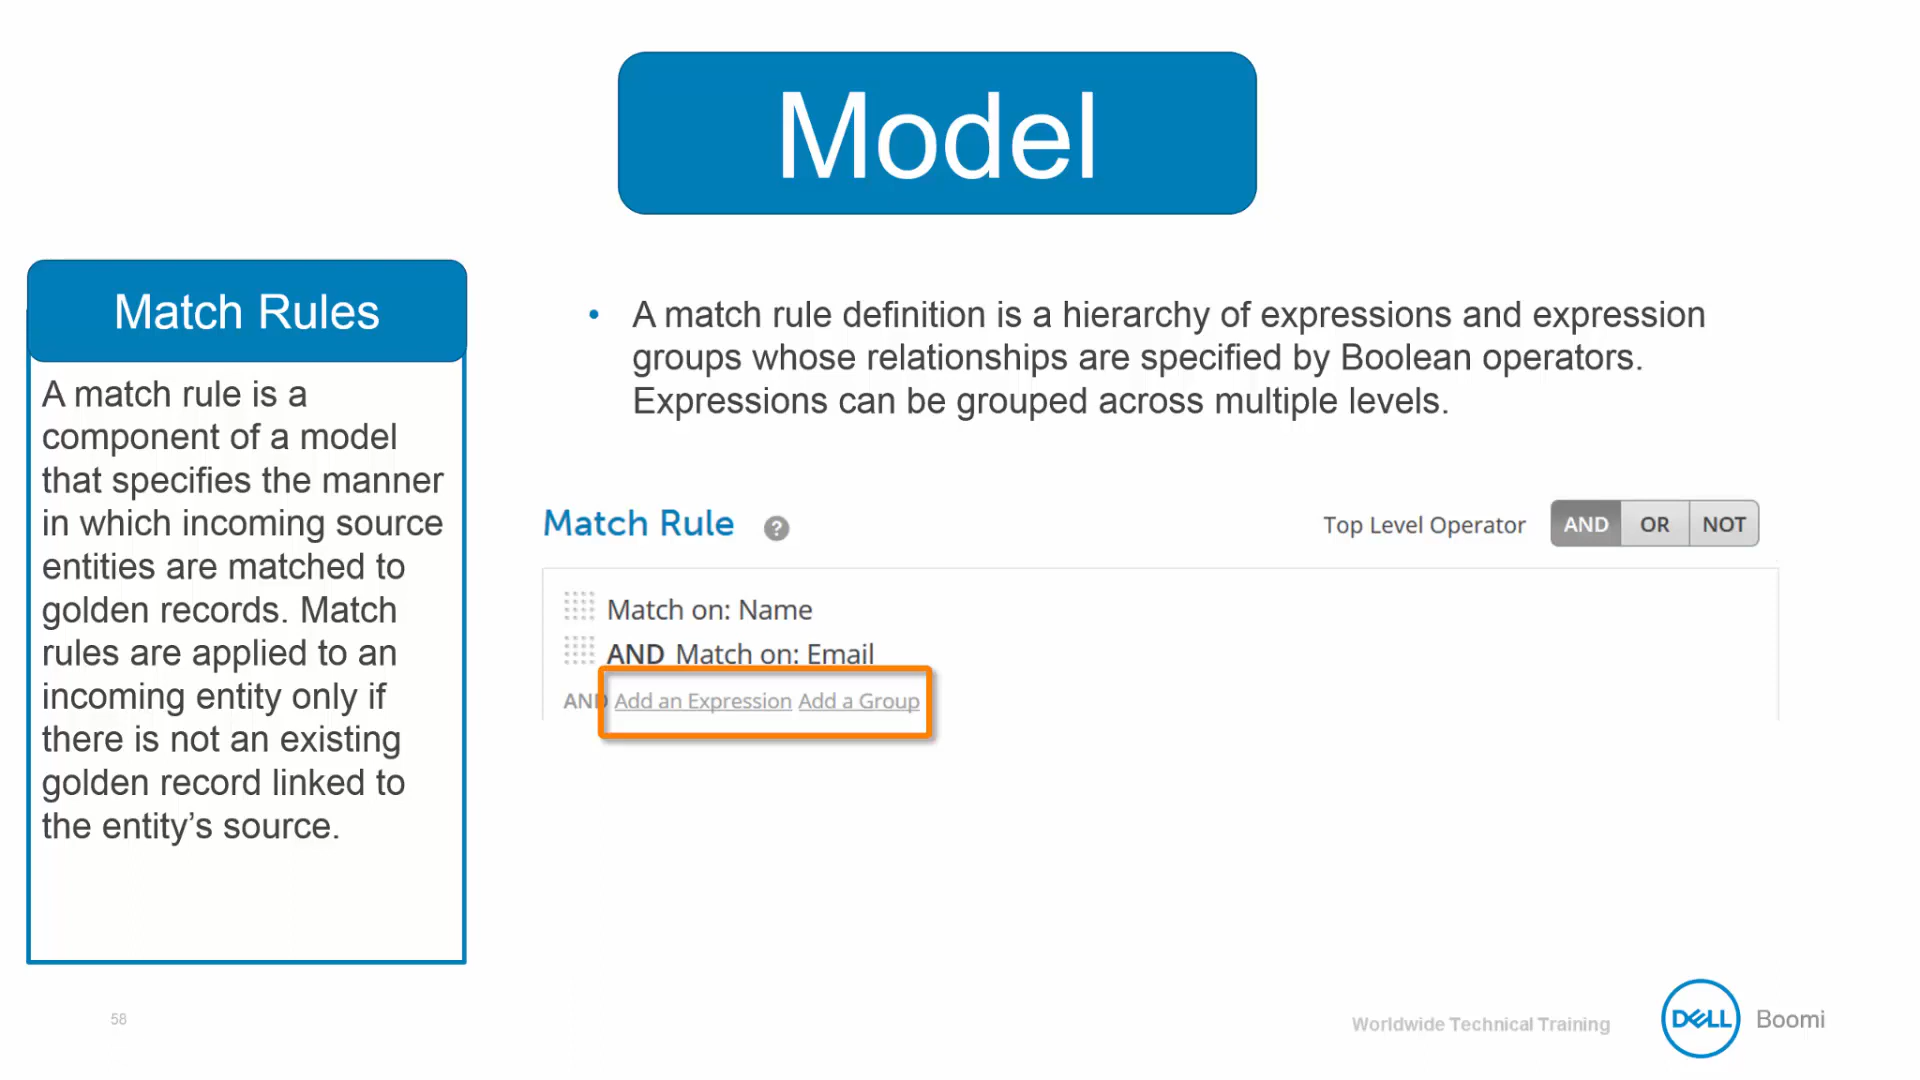 Model
Match Rules
A match rule is a
component of a model
that specifies the manner
in which incoming source
entities are matched to
golden records. Match
rules are applied to an
incoming entity only if
there is not an existing
golden record linked to
the entity’s source.
• A match rule definition is a hierarchy of expressions and expression
groups whose relationships are specified by Boolean operators.
Expressions can be grouped across multiple levels.
Match Rule ?
Top Level Operator AND OR NOT
Match on: Name
AND Match on: Email
AND Add an Expression Add a Group
58
Worldwide Technical Training
DELL Boomi